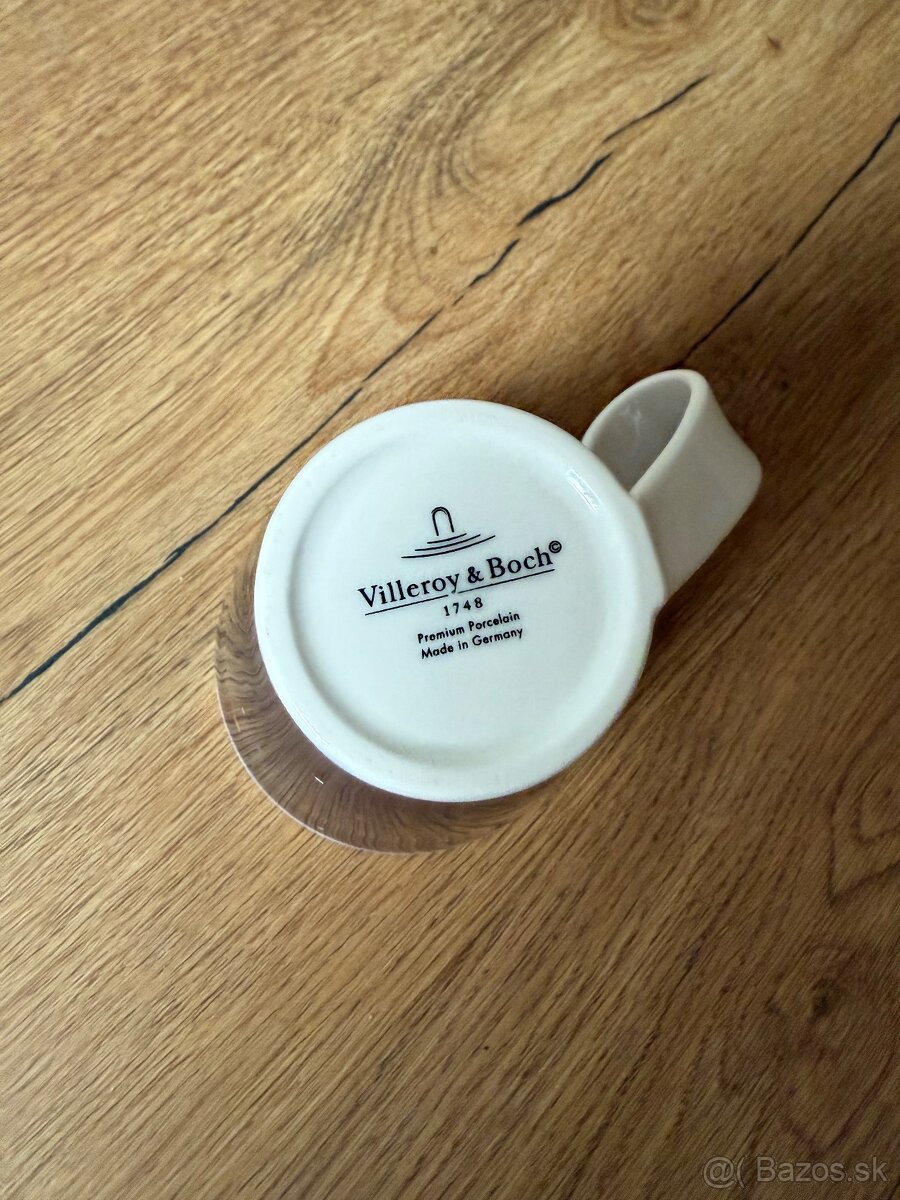 Villeroy & Boch©
1748
Premium Porcelain
Made in Germany
@( Bazos.sk